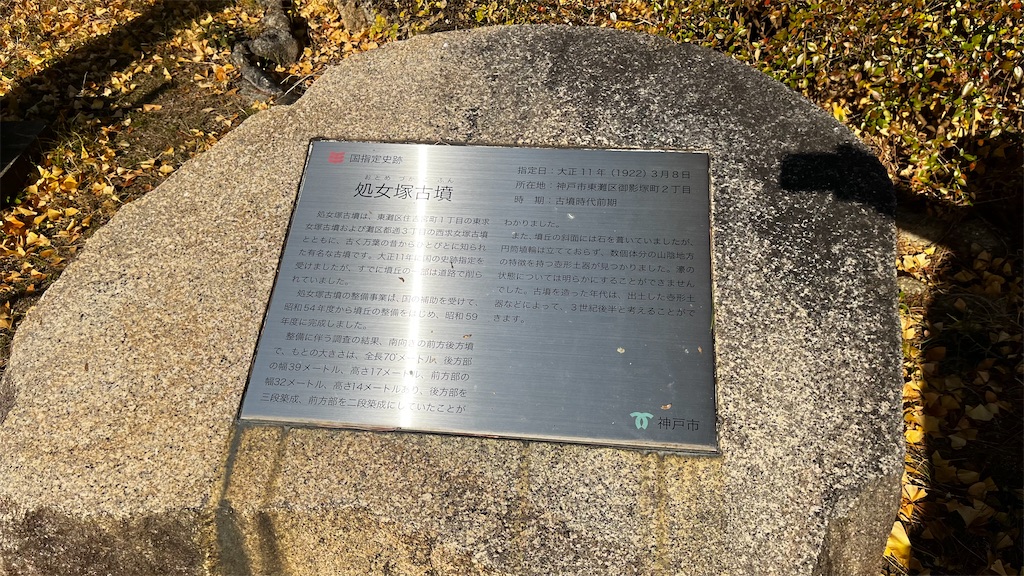 国指定史跡
処女塚古墳
指定日：大正11年（1922）3月8日
所在地：神戸市東灘区御影塚町2丁目
時　期：古墳時代前期
処女塚古墳は、東灘区住吉宮町1丁目の東求
女塚古墳および灘区都通3丁目の西求女塚古墳
とともに、古く万葉の昔からひとびとに知られ
た有名な古墳です。大正11年に国の史跡指定を
受けますが、すでに墳丘の一部は道路で削ら
れていました。
処女塚古墳の整備事業は、国の補助を受けて、
昭和54年度から墳丘の整備をはじめ、昭和59
年度に完成しました。
整備に伴う調査の結果、南向きの前方後方墳
で、もとの大きさは、全長70メートル、後方部
の幅39メートル、高さ17メートル、前方部の
幅32メートル、高さ14メートルあり、後方部を
三段築成、前方部を二段築成にしていたことが
わかりました。
また、墳丘の斜面には石を葺いていましたが、
円筒埴輪は立てておらず、数個体分の山陰地方
の特徴を持つ壺形土器が見つかりました。濠の
状態については明らかにすることができません
でした。古墳を造った年代は、出土した壺形土
器などによって、3世紀後半と考えることがで
きます。
神戸市